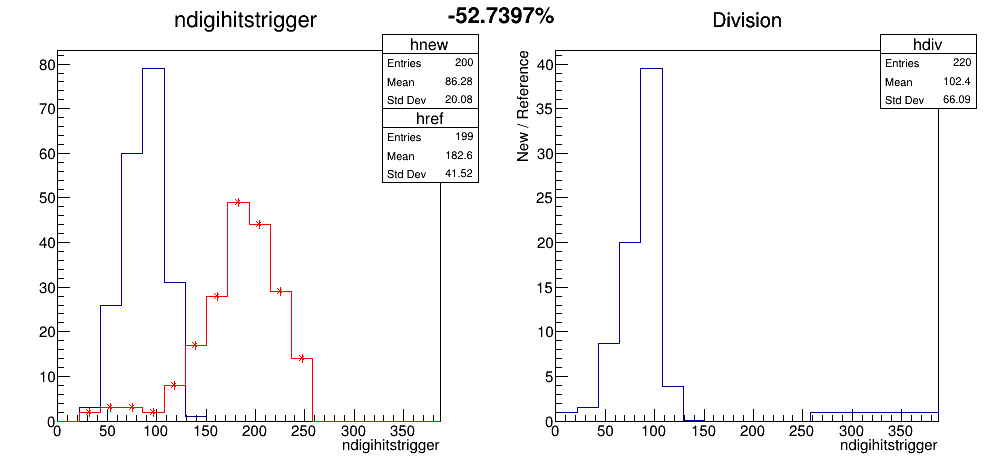 -52.7397%
ndigihitstrigger
hnew
Entries 200
Mean 86.28
Std Dev 20.08
href
Entries 199
Mean 182.6
Std Dev 41.52
80
70
60
50
40
30
20
10
0
0 50 100 150 200 250 300 350
ndigihitstrigger
Division
hdiv
Entries 220
Mean 102.4
Std Dev 66.09
New / Reference
40
35
30
25
20
15
10
5
0
0 50 100 150 200 250 300 350
ndigihitstrigger